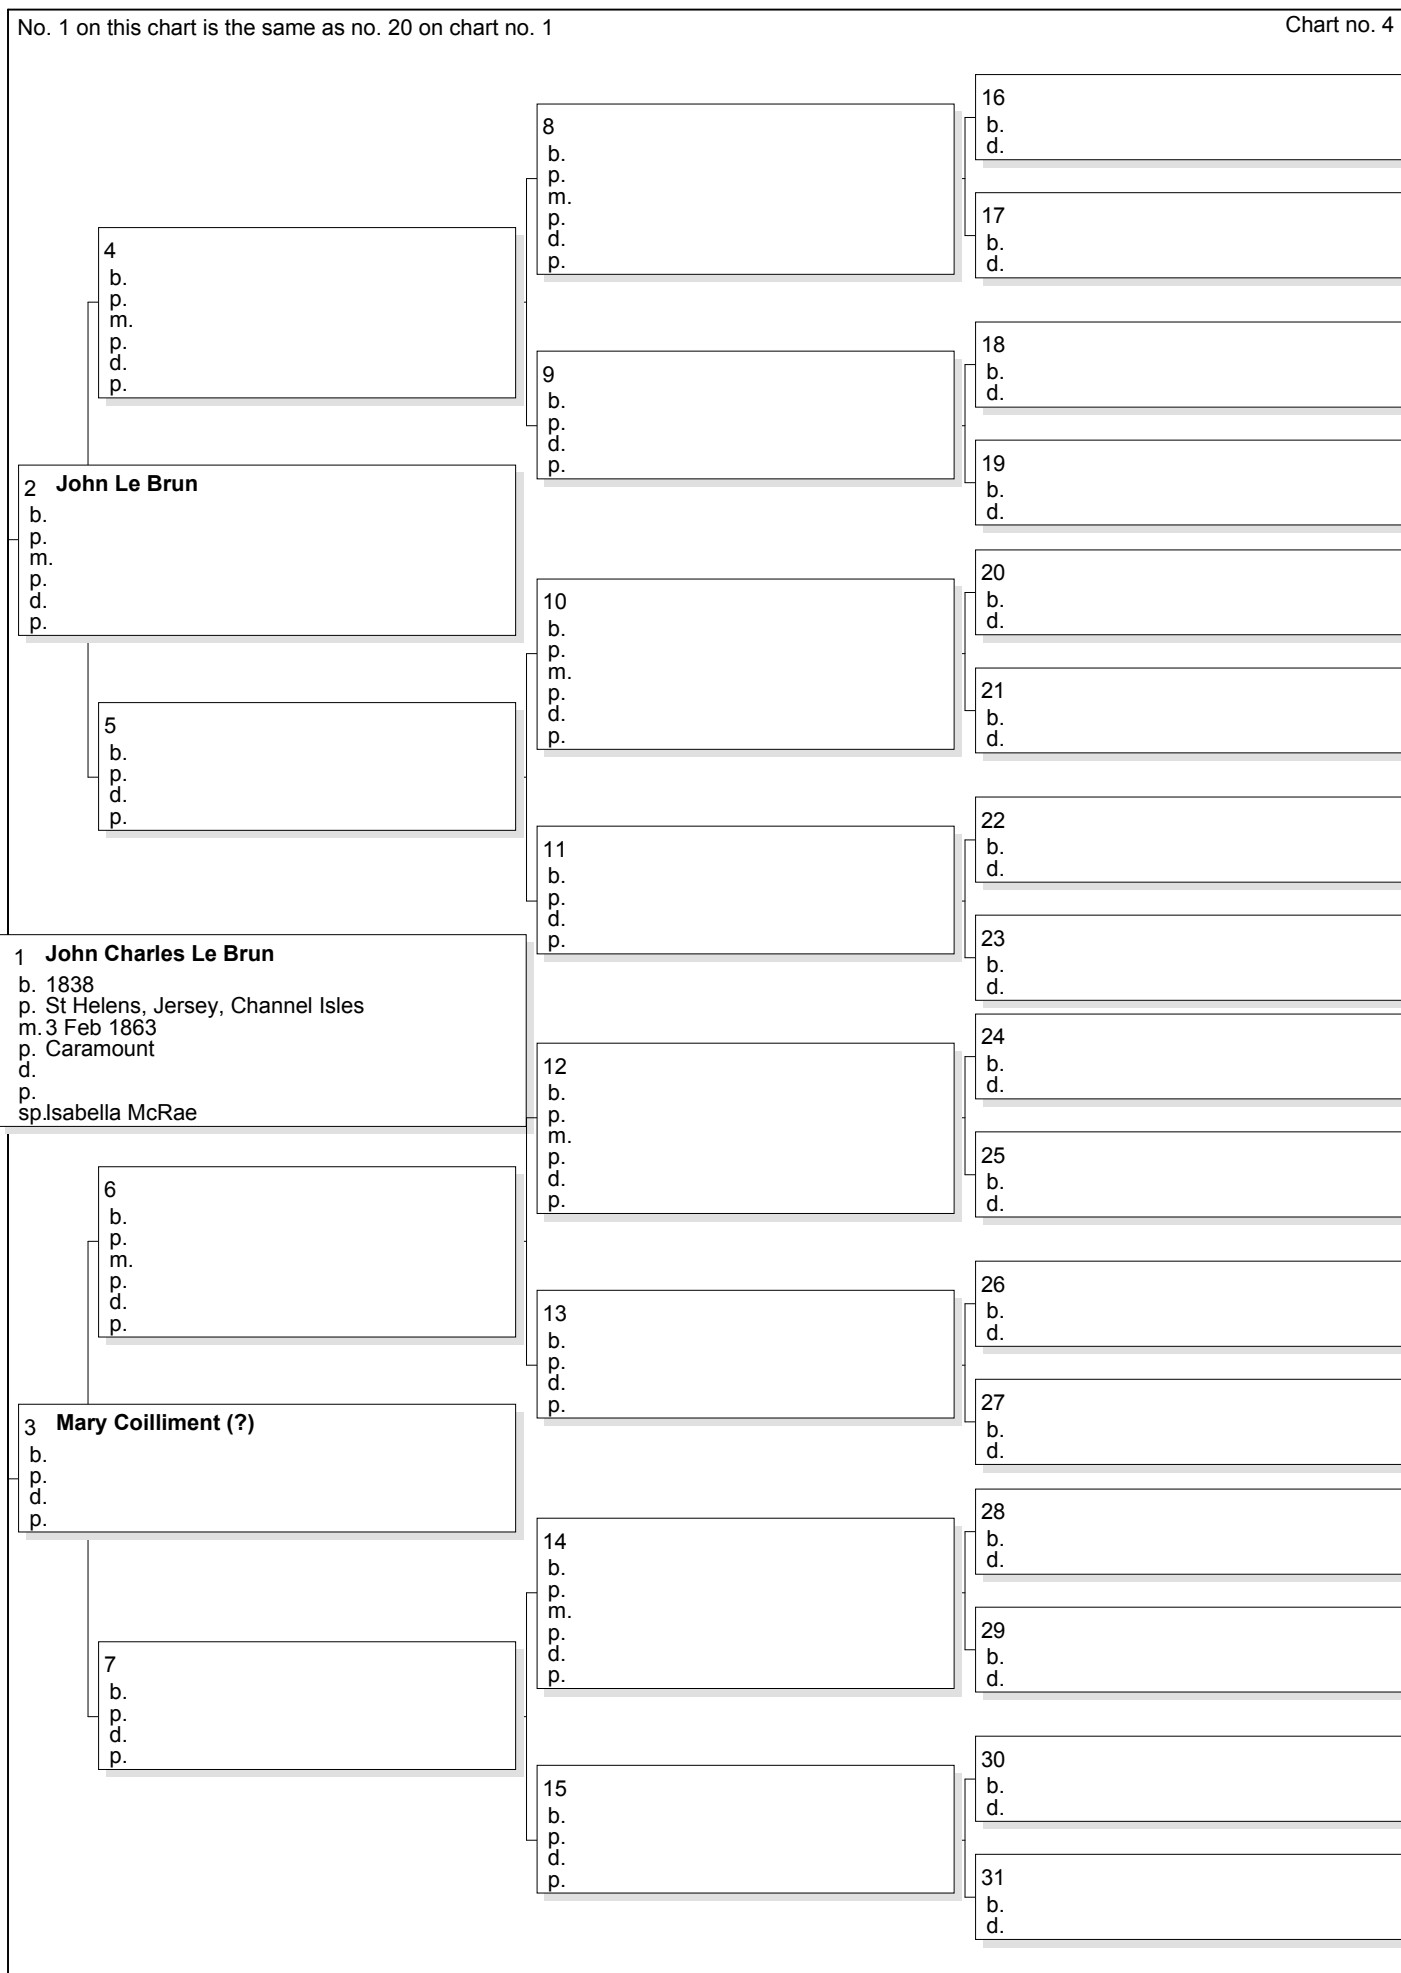 No. 1 on this chart is the same as no. 20 on chart no. 1
Chart no. 4
2 John Le Brun
b.
p.
m.
p.
d.
p.
1 John Charles Le Brun
b. 1838
p. St Helens, Jersey, Channel Isles
m. 3 Feb 1863
p. Caramount
d.
p.
sp. Isabella McRae
3 Mary Coilliment (?)
b.
p.
d.
p.
4
b.
p.
m.
p.
d.
p.
5
b.
p.
d.
p.
6
b.
p.
m.
p.
d.
p.
7
b.
p.
d.
p.
8
b.
p.
m.
p.
d.
p.
9
b.
p.
d.
p.
10
b.
p.
m.
p.
d.
p.
11
b.
p.
d.
p.
12
b.
p.
m.
p.
d.
p.
13
b.
p.
d.
p.
14
b.
p.
m.
p.
d.
p.
15
b.
p.
d.
p.
16
b.
d.
17
b.
d.
18
b.
d.
19
b.
d.
20
b.
d.
21
b.
d.
22
b.
d.
23
b.
d.
24
b.
d.
25
b.
d.
26
b.
d.
27
b.
d.
28
b.
d.
29
b.
d.
30
b.
d.
31
b.
d.